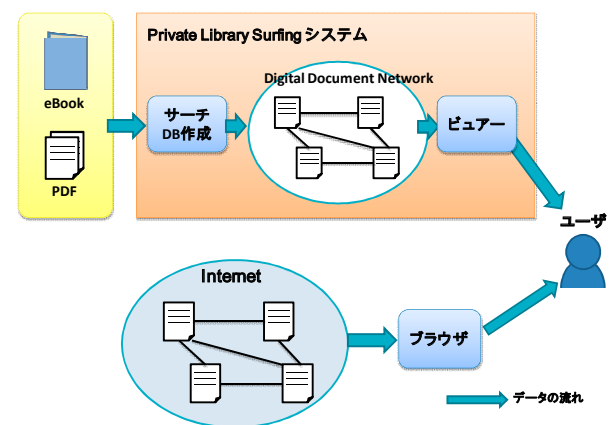 Private Library Surfing システム
eBook
PDF
サーチ
DB作成
Digital Document Network
ビュアー
ユーザ
Internet
ブラウザ
データの流れ